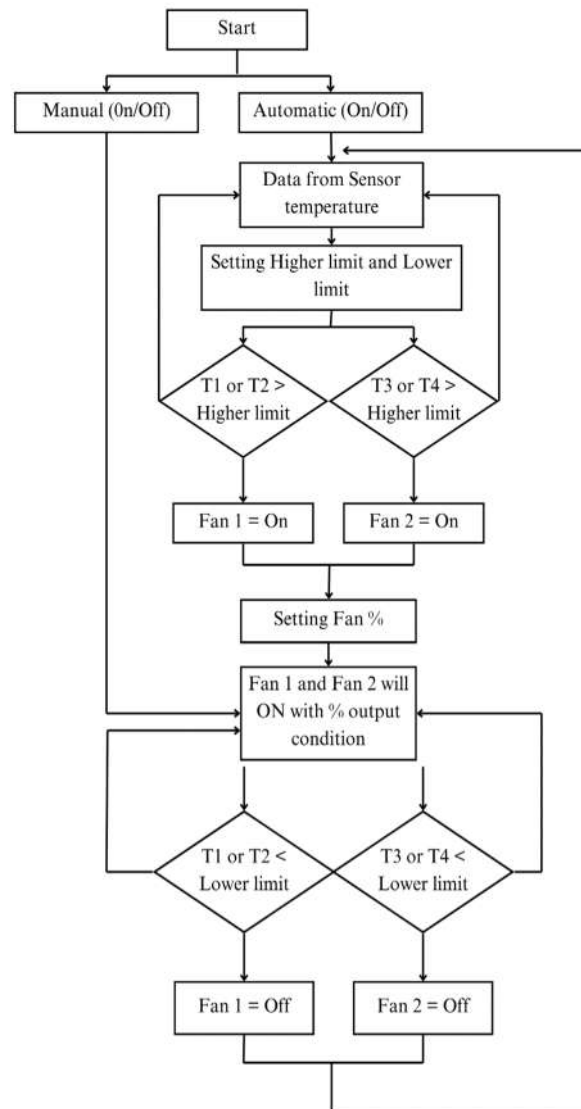 Start
Manual (0n/Off)
Automatic (On/Off)
Data from Sensor
temperature
Setting Higher limit and Lower
limit
T1 or T2 >
Higher limit
T3 or T4 >
Higher limit
Fan 1 = On
Fan 2 = On
Setting Fan %
Fan 1 and Fan 2 will
ON with % output
condition
T1 or T2 <
Lower limit
T3 or T4 <
Lower limit
Fan 1 = Off
Fan 2 = Off